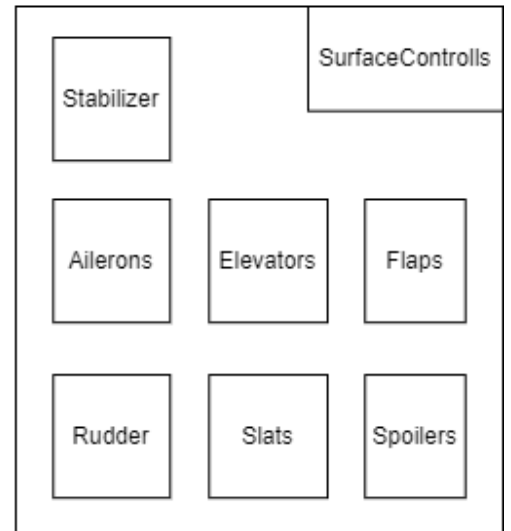 SurfaceControlls
Stabilizer
Ailerons
Elevators
Flaps
Rudder
Slats
Spoilers